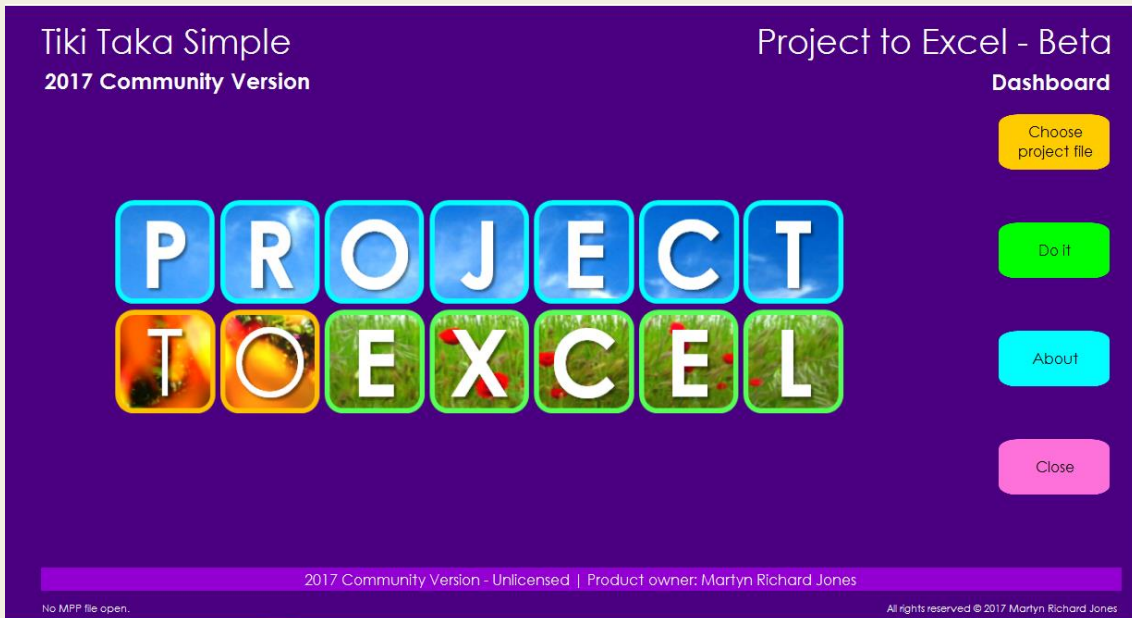 Tiki Taka Simple
2017 Community Version
Project to Excel - Beta
Dashboard
Choose
project file
Do it
About
Close
PROJECT
TOEXCEL
2017 Community Version - Unlicensed | Product owner: Martyn Richard Jones
No MPP file open.
All rights reserved © 2017 Martyn Richard Jones